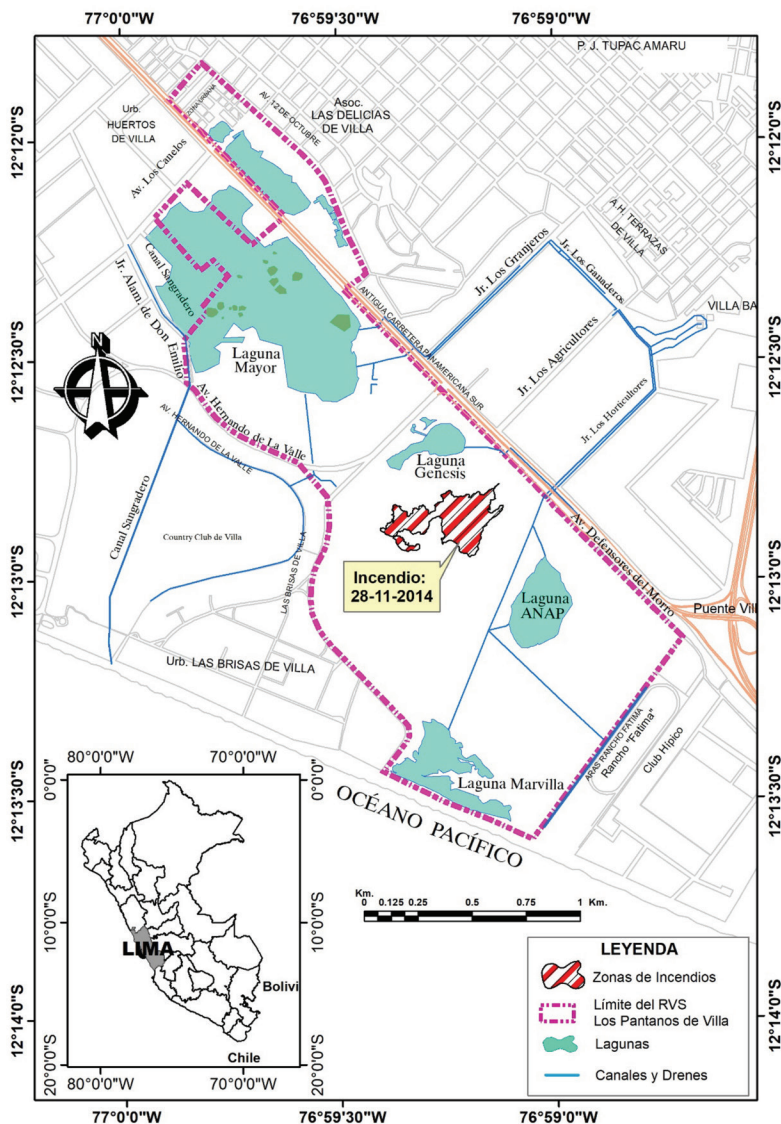 77°0'0"W
76°59'30"W
76°59'0"W
P. J. TUPAC AMARU
Urb.
HUERTOS
DE VILLA
ZONA URBANA
AV. 12 DE OCTUBRE
Asoc.
LAS DELICIAS
DE VILLA
12°12'0"S
12°12'0"S
Av. Los Canelos
A.H. TERRAZAS
DE VILLA
Canal Sangradero
Jr. Alami. de Don Emilio
Jr. Los Granjeros
Jr. Los Ganaderos
ANTIGUA CARRETERA PANAMERICANA SUR
VILLA BA
12°12'30"S
12°12'30"S
N
Laguna
Mayor
Jr. Los Agricultores
Jr. Los Horticultores
Av. Hernando de La Valle
AV. HERNANDO DE LA VALLE
Laguna
Genesis
Canal Sangradero
Country Club de Villa
LAS BRISAS DE VILLA
Av. Defensores del Morro
12°13'0"S
12°13'0"S
Incendio:
28-11-2014
Laguna
ANAP
Puente Vill
Urb. LAS BRISAS DE VILLA
ARAS RANCHO FATIMA
Rancho "Fatima"
Club Hípico
Laguna Marvilla
12°13'30"S
12°13'30"S
OCÉANO PACÍFICO
80°0'0"W
70°0'0"W
0°0'0"
0°0'0"
10°0'0"S
10°0'0"S
LIMA
Bolivi
Chile
20°0'0"S
20°0'0"S
80°0'0"W
70°0'0"W
Km.
Km.
0 0.125 0.25 0.5 0.75 1
LEYENDA
Zonas de Incendios
Límite del RVS
Los Pantanos de Villa
Lagunas
Canales y Drenes
12°14'0"S
12°14'0"S
77°0'0"W
76°59'30"W
76°59'0"W